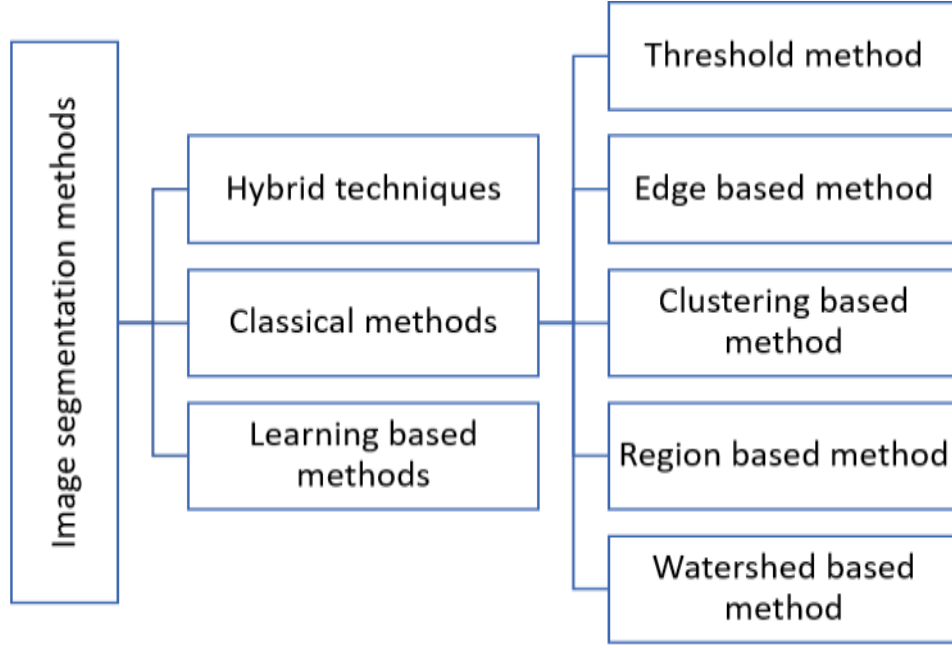 Image segmentation methods
Hybrid techniques
Classical methods
Learning based
methods
Threshold method
Edge based method
Clustering based
method
Region based method
Watershed based
method